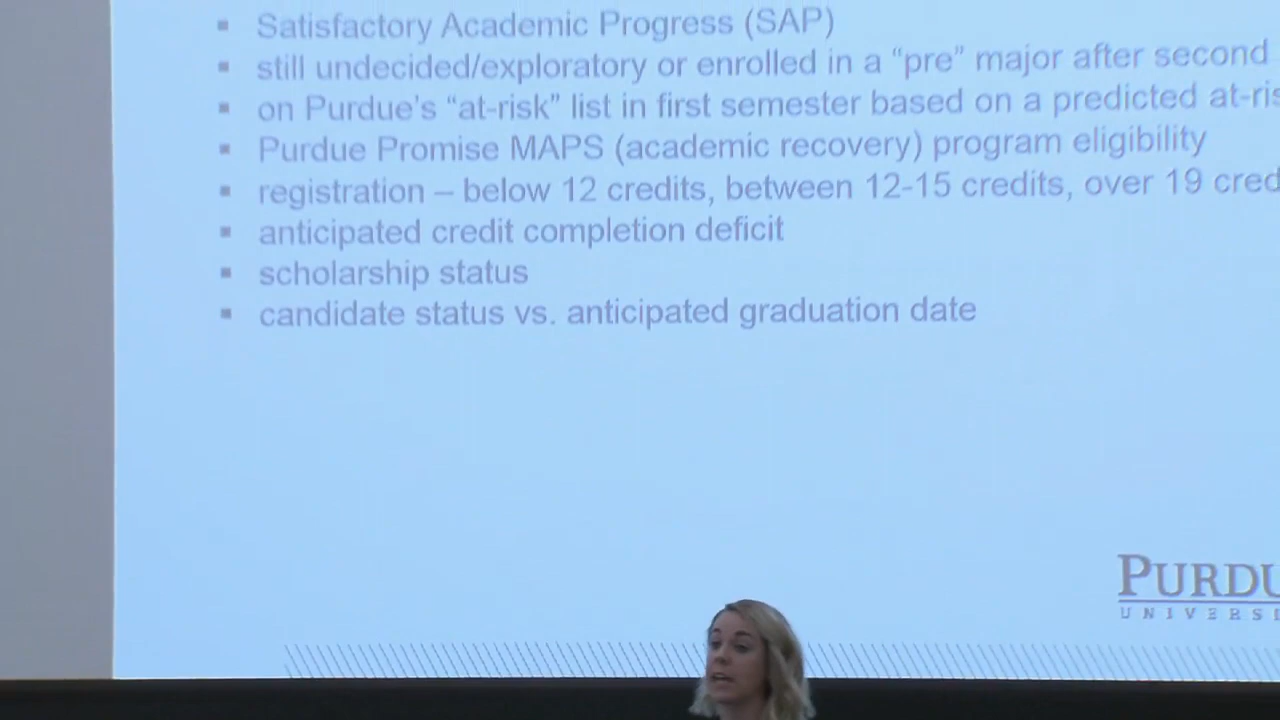 ▪ Satisfactory Academic Progress (SAP)
▪ still undecided/exploratory or enrolled in a “pre” major after second
▪ on Purdue’s “at-risk” list in first semester based on a predicted at-ris
▪ Purdue Promise MAPS (academic recovery) program eligibility
▪ registration – below 12 credits, between 12-15 credits, over 19 cred
▪ anticipated credit completion deficit
▪ scholarship status
▪ candidate status vs. anticipated graduation date
PURDU
UNIVERSI